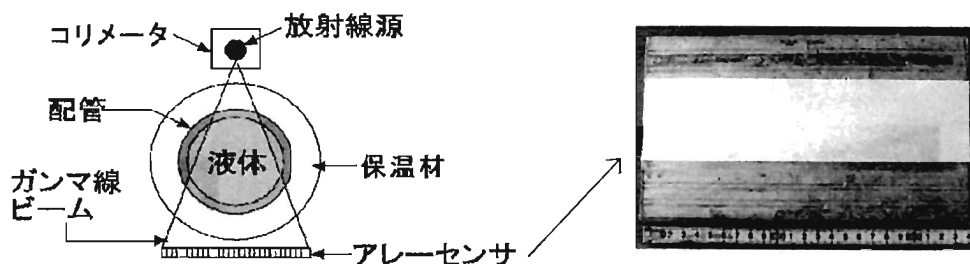 コリメータ
放射線源
配管
液体
保温材
ガンマ線
ビーム
アレーセンサ